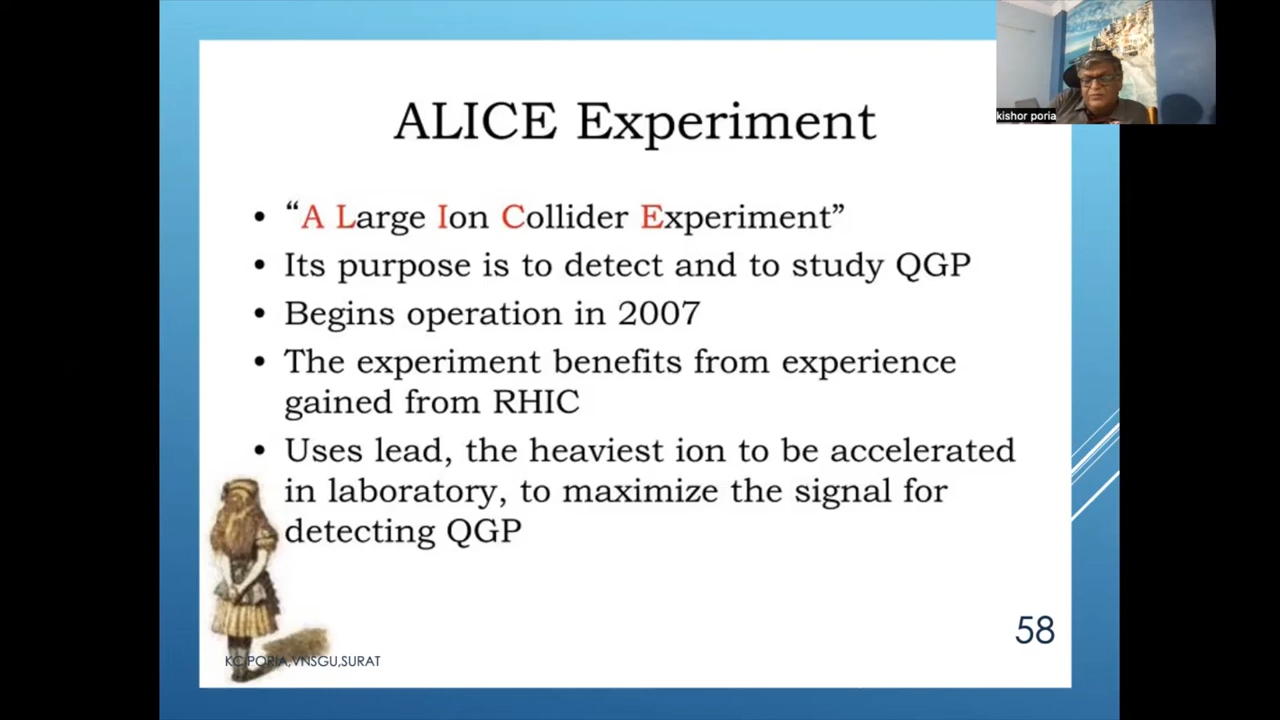 kishor poria
ALICE Experiment
• “A Large Ion Collider Experiment”
• Its purpose is to detect and to study QGP
• Begins operation in 2007
• The experiment benefits from experience
gained from RHIC
• Uses lead, the heaviest ion to be accelerated
in laboratory, to maximize the signal for
detecting QGP
58
KC PORIA,VNSGU,SURAT